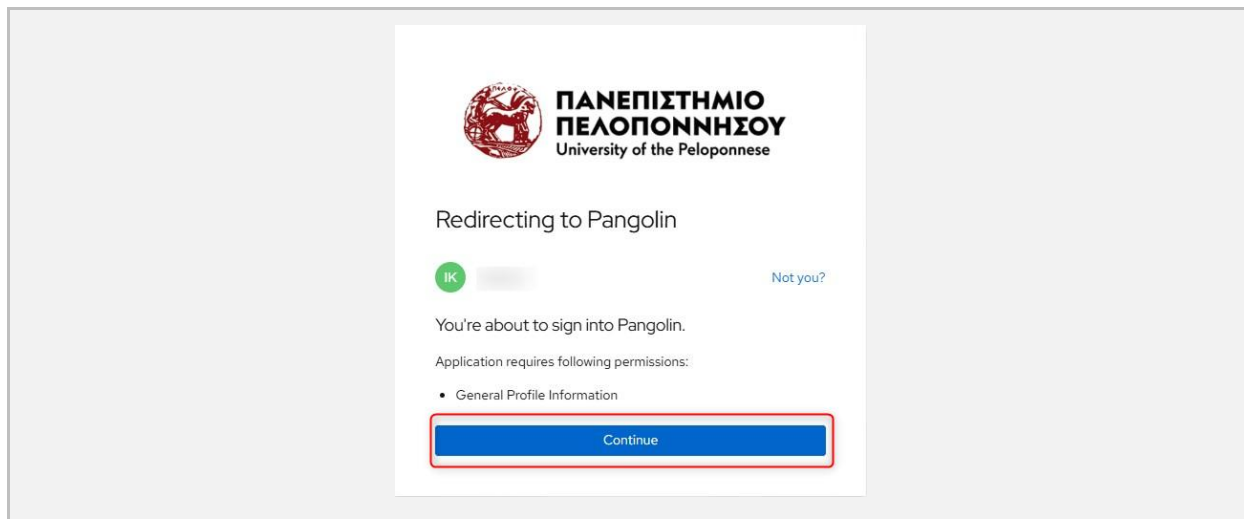 ΠΑΝΕΠΙΣΤΗΜΙΟ
ΠΕΛΟΠΟΝΝΗΣΟΥ
University of the Peloponnese
Redirecting to Pangolin
IK
Not you?
You're about to sign into Pangolin.
Application requires following permissions:
• General Profile Information
Continue